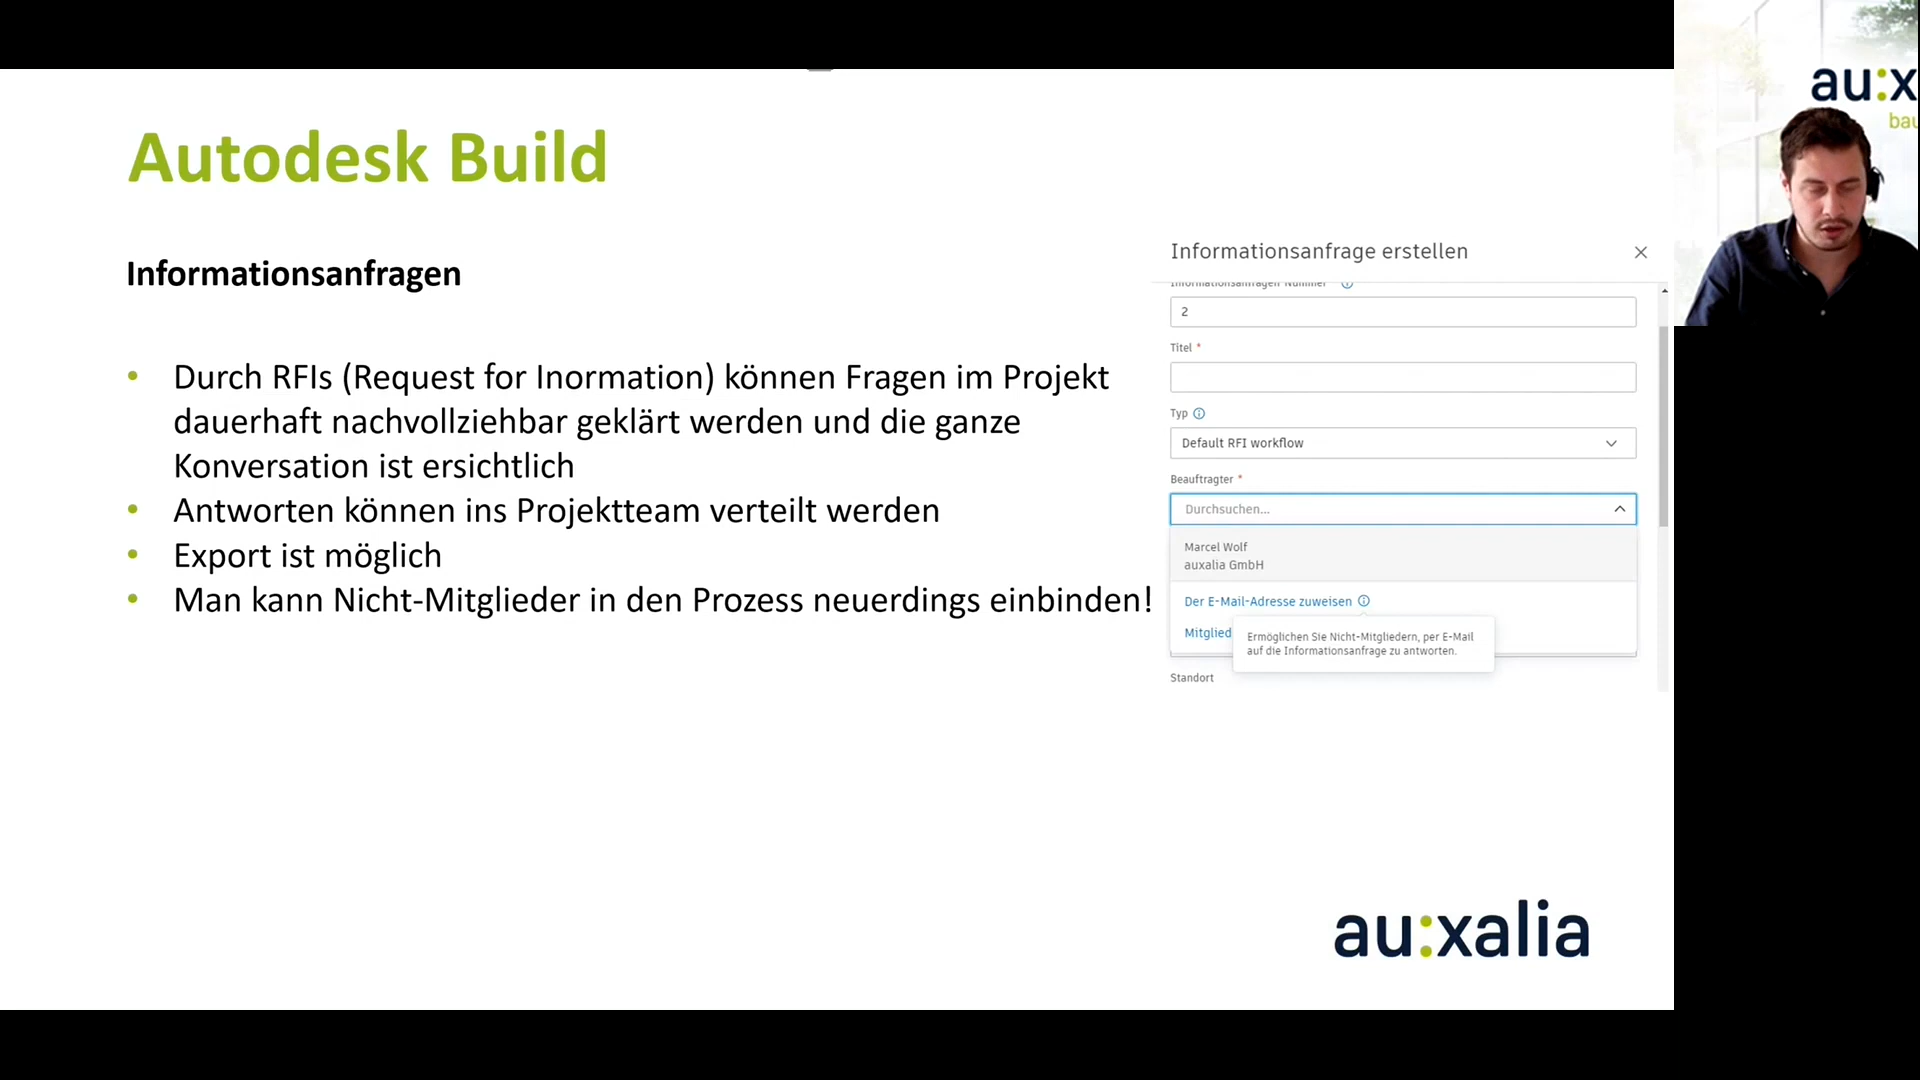 Autodesk Build
Informationsanfragen
• Durch RFIs (Request for Inormation) können Fragen im Projekt
dauerhaft nachvollziehbar geklärt werden und die ganze
Konversation ist ersichtlich
• Antworten können ins Projektteam verteilt werden
• Export ist möglich
• Man kann Nicht-Mitglieder in den Prozess neuerdings einbinden!
Informationsanfrage erstellen
Informationsanfragen Nummer
2
Titel *
Typ
Default RFI workflow
Beauftragter *
Durchsuchen...
Marcel Wolf
auxalia GmbH
Der E-Mail-Adresse zuweisen
Mitglied
Ermöglichen Sie Nicht-Mitgliedern, per E-Mail
auf die Informationsanfrage zu antworten.
Standort
au:xalia
au:x
bau